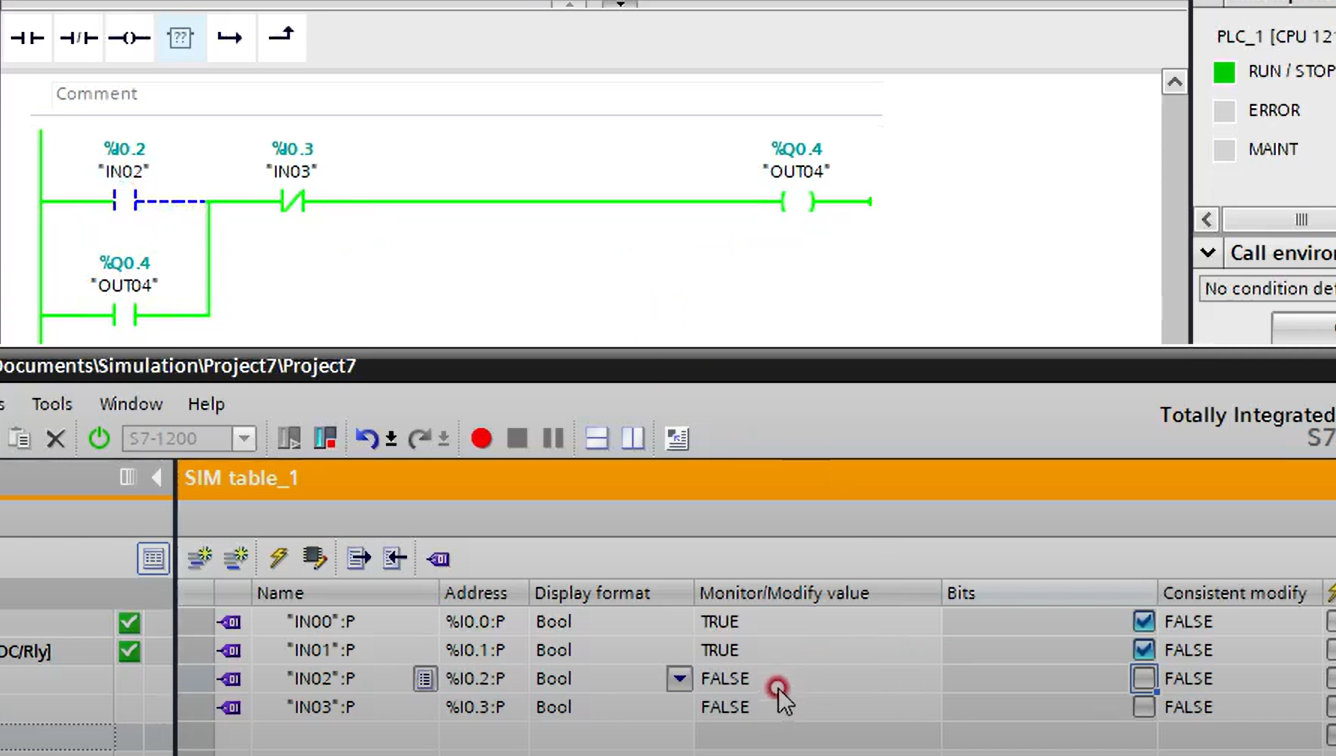 ??
PLC_1 [CPU 121
Comment
RUN / STOP
ERROR
MAINT
%I0.2
%I0.3
%Q0.4
"IN02"
"IN03"
"OUT04"
%Q0.4
"OUT04"
Call enviro
No condition de
Documents\Simulation\Project7\Project7
s Tools Window Help
Totally Integrated
S7-1200
S7
SIM table_1
Name Address Display format Monitor/Modify value Bits Consistent modify
"IN00":P %I0.0:P Bool TRUE FALSE
DC/Rly] "IN01":P %I0.1:P Bool TRUE FALSE
"IN02":P %I0.2:P Bool FALSE FALSE
"IN03":P %I0.3:P Bool FALSE FALSE